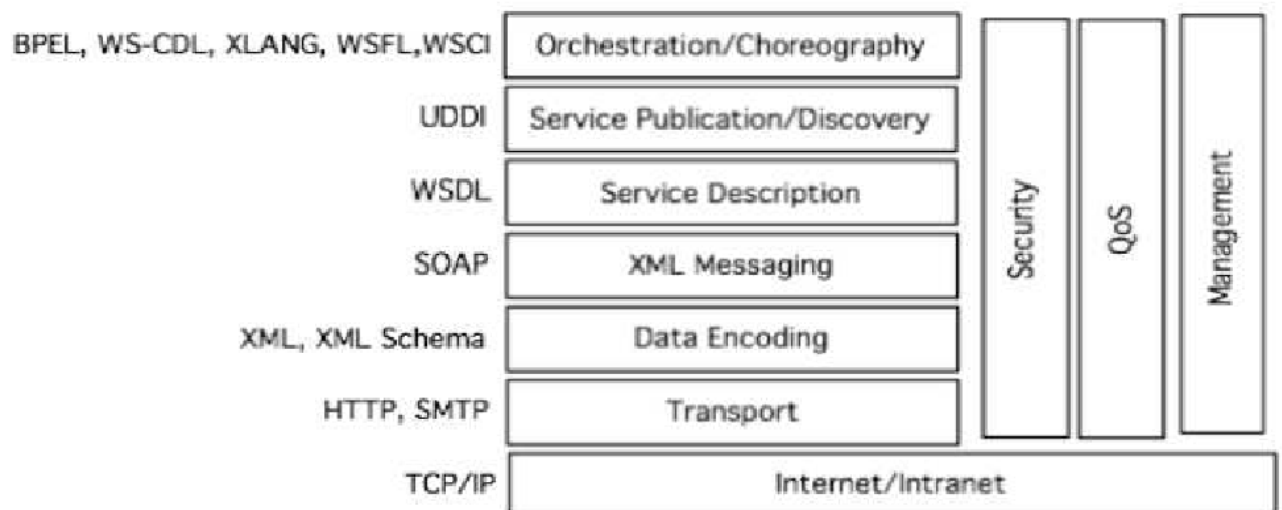 BPEL, WS-CDL, XLANG, WSFL,WSCI Orchestration/Choreography
UDDI Service Publication/Discovery
WSDL Service Description
SOAP XML Messaging
XML, XML Schema Data Encoding
HTTP, SMTP Transport
TCP/IP Internet/Intranet
Security
QoS
Management